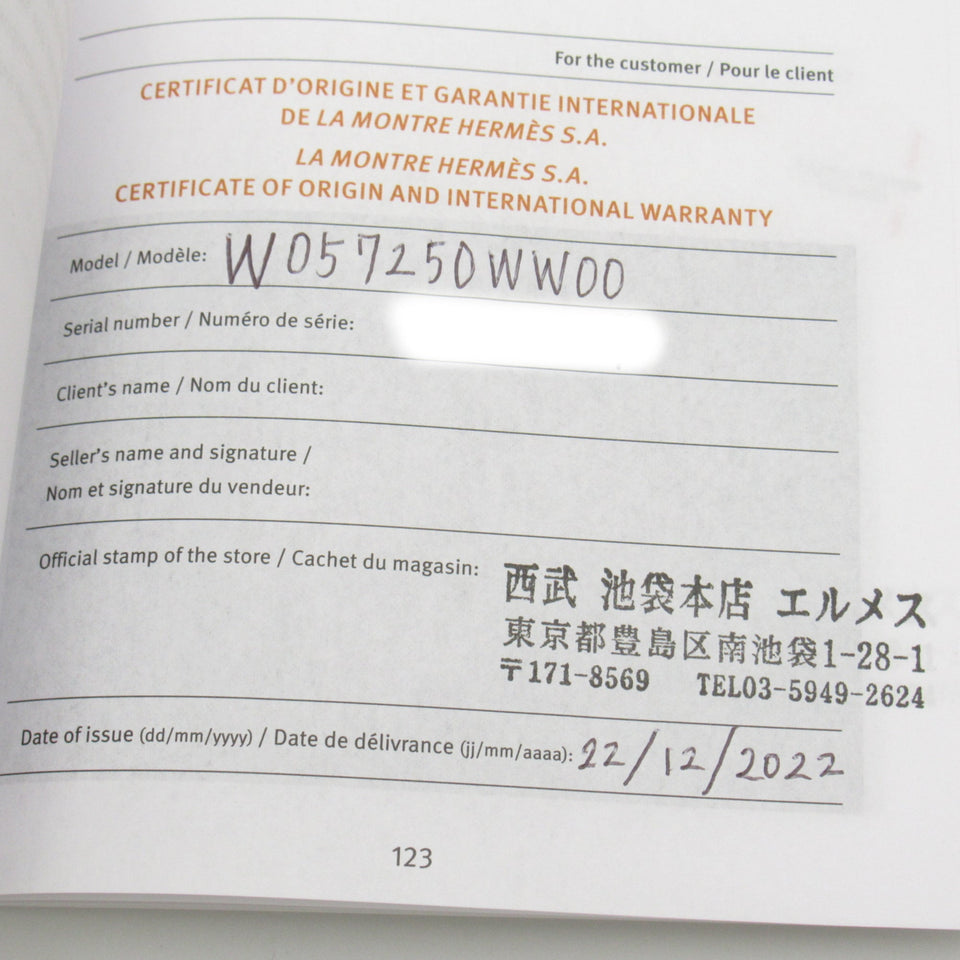 For the customer / Pour le client
CERTIFICAT D'ORIGINE ET GARANTIE INTERNATIONALE
DE LA MONTRE HERMÈS S.A.
LA MONTRE HERMÈS S.A.
CERTIFICATE OF ORIGIN AND INTERNATIONAL WARRANTY
Model / Modèle: W057250WW00
Serial number / Numéro de série:
Client's name / Nom du client:
Seller's name and signature /
Nom et signature du vendeur:
Official stamp of the store / Cachet du magasin:
西武 池袋本店 エルメス
東京都豊島区南池袋1-28-1
〒171-8569 TEL03-5949-2624
Date of issue (dd/mm/yyyy) / Date de délivrance (jj/mm/aaaa): 22/12/2022
123